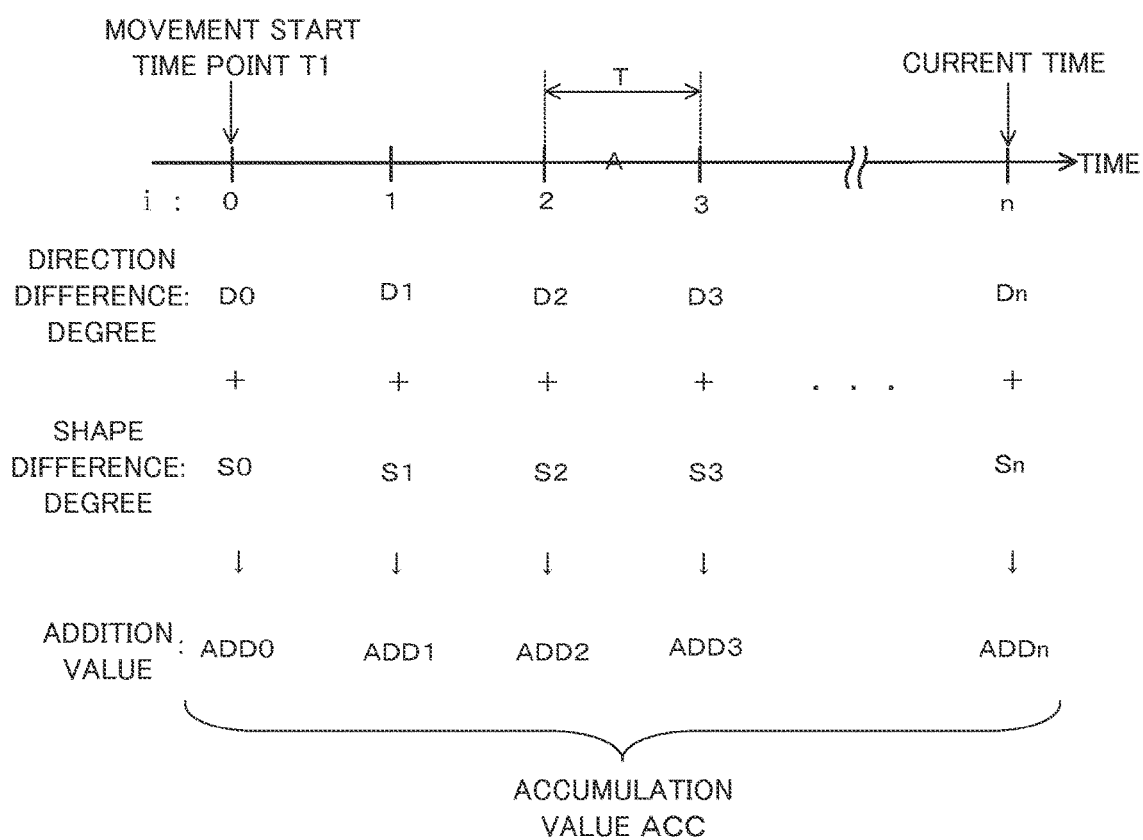 MOVEMENT START
TIME POINT T1
CURRENT TIME
T
A
TIME
i : 0 1 2 3 n
DIRECTION
DIFFERENCE: D0 D1 D2 D3 Dn
DEGREE
+ + + + . . . +
SHAPE
DIFFERENCE: S0 S1 S2 S3 Sn
DEGREE
↓ ↓ ↓ ↓ ↓
ADDITION
VALUE : ADD0 ADD1 ADD2 ADD3 ADDn
ACCUMULATION
VALUE ACC